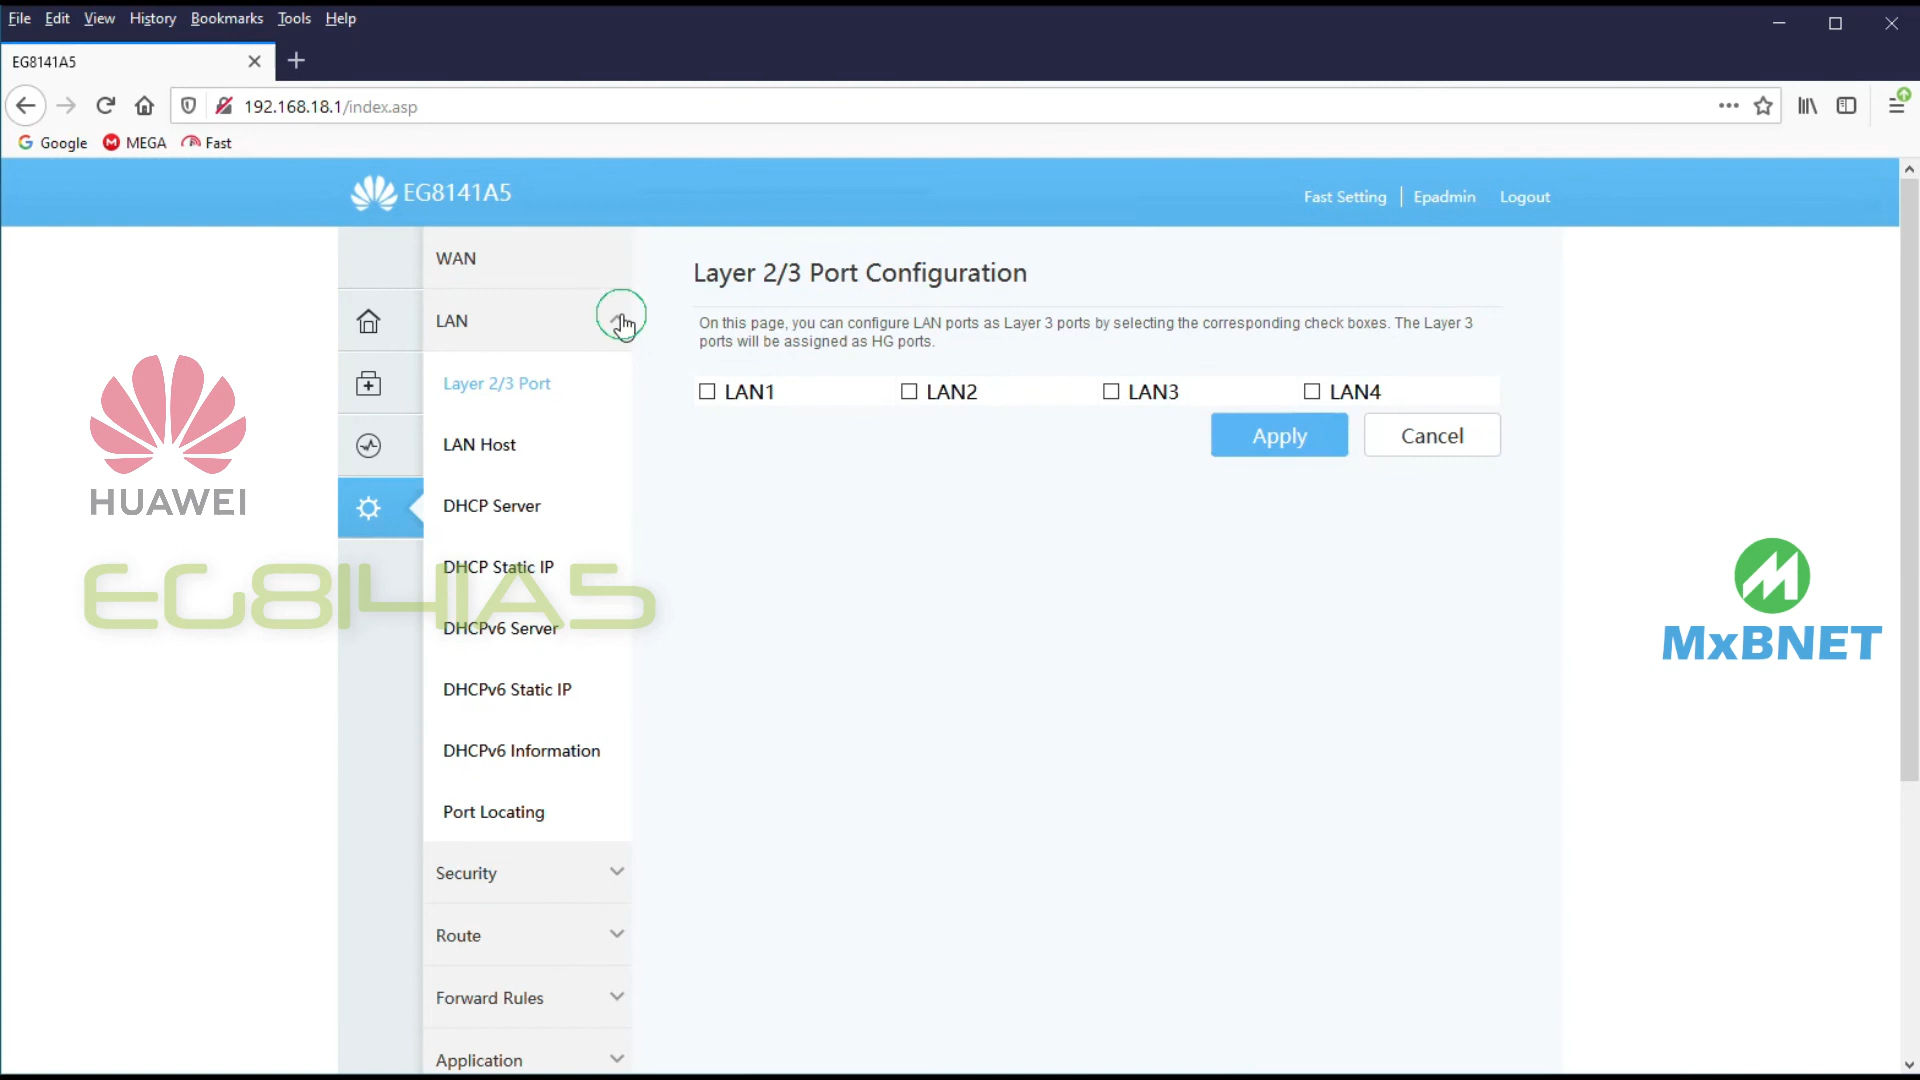 File Edit View History Bookmarks Tools Help
EG8141A5
192.168.18.1/index.asp
Google MEGA Fast
EG8141A5
Fast Setting Epadmin Logout
WAN
LAN
Layer 2/3 Port
LAN Host
DHCP Server
DHCP Static IP
DHCPv6 Server
DHCPv6 Static IP
DHCPv6 Information
Port Locating
Security
Route
Forward Rules
Application
Layer 2/3 Port Configuration
On this page, you can configure LAN ports as Layer 3 ports by selecting the corresponding check boxes. The Layer 3
ports will be assigned as HG ports.
LAN1 LAN2 LAN3 LAN4
Apply Cancel
HUAWEI
EG8141A5
MxBNET